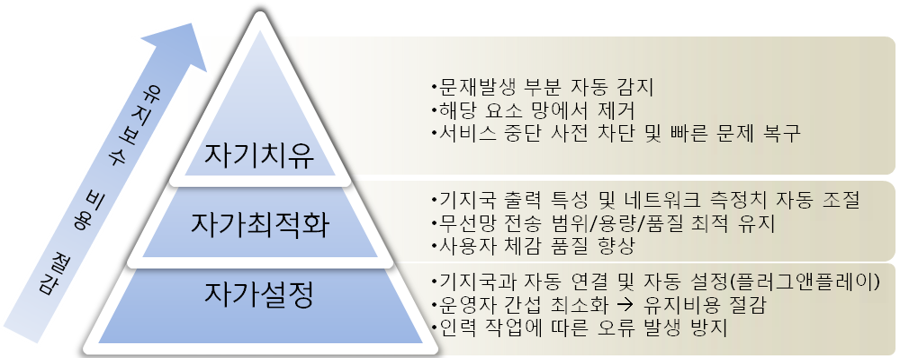 유지보수 비용 절감
자기치유
•문재발생 부분 자동 감지
•해당 요소 망에서 제거
•서비스 중단 사전 차단 및 빠른 문제 복구
자가최적화
•기지국 출력 특성 및 네트워크 측정치 자동 조절
•무선망 전송 범위/용량/품질 최적 유지
•사용자 체감 품질 향상
자가설정
•기지국과 자동 연결 및 자동 설정(플러그앤플레이)
•운영자 간섭 최소화 → 유지비용 절감
•인력 작업에 따른 오류 발생 방지